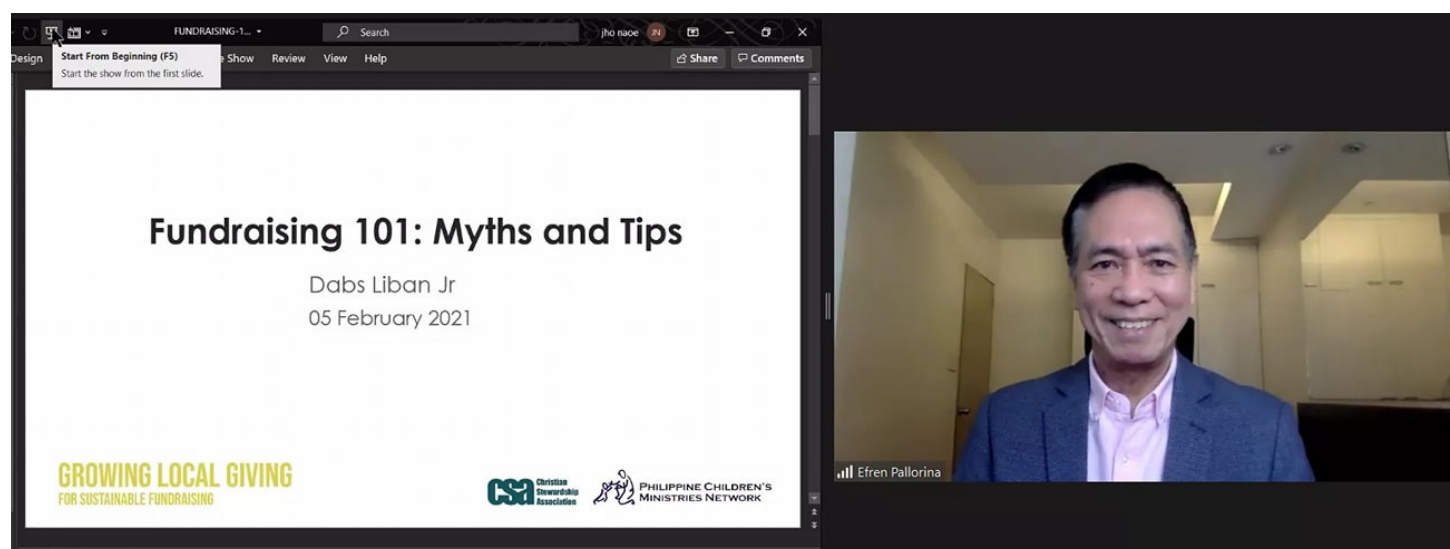 FUNDRAISING-1...
Search
jho naoe
JN
Design
Show
Review
View
Help
Share
Comments
Start From Beginning (F5)
Start the show from the first slide.
Fundraising 101: Myths and Tips
Dabs Liban Jr
05 February 2021
GROWING LOCAL GIVING
FOR SUSTAINABLE FUNDRAISING
CSA
Christian
Stewardship
Association
PHILIPPINE CHILDREN'S
MINISTRIES NETWORK
Efren Pallorina